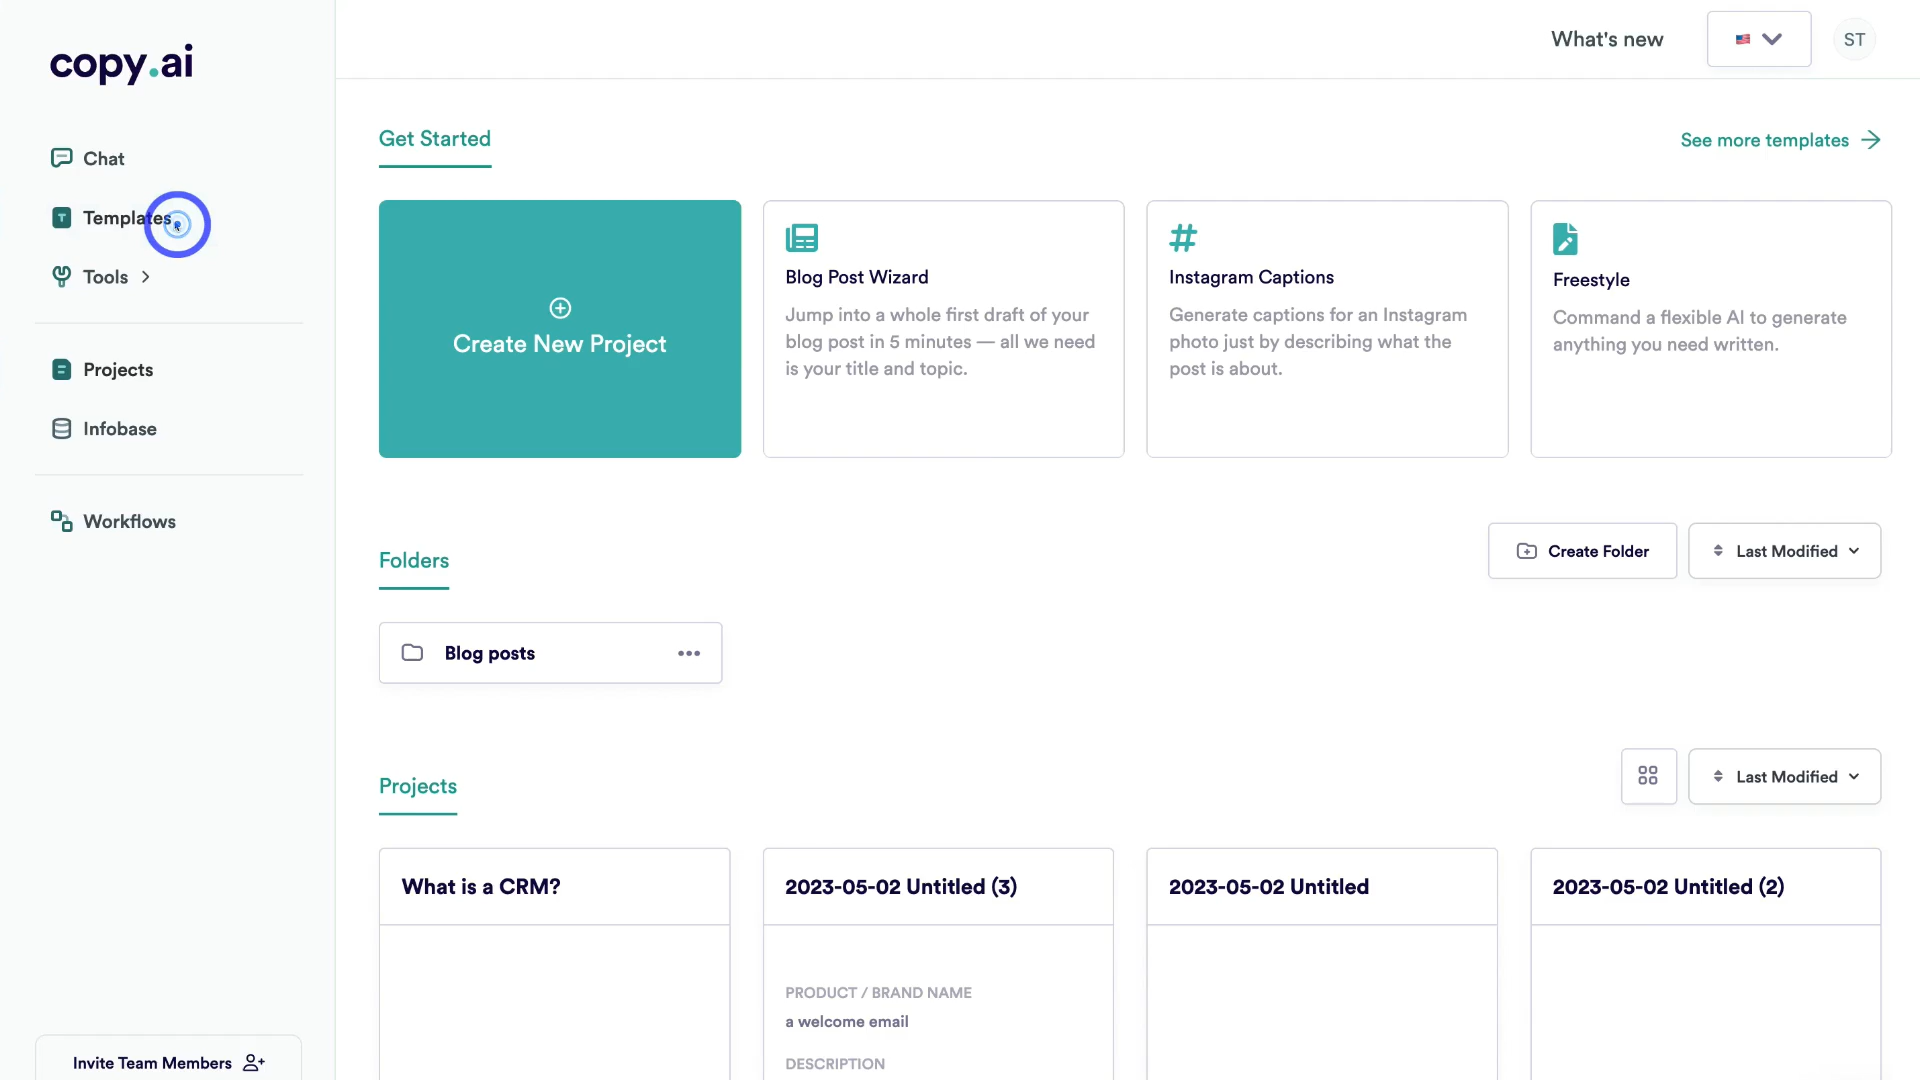 copy.ai
What's new
ST
Chat
Templates
Tools
Projects
Infobase
Workflows
Invite Team Members
Get Started
See more templates
Create New Project
Blog Post Wizard
Jump into a whole first draft of your
blog post in 5 minutes — all we need
is your title and topic.
Instagram Captions
Generate captions for an Instagram
photo just by describing what the
post is about.
Freestyle
Command a flexible AI to generate
anything you need written.
Folders
Create Folder
Last Modified
Blog posts
Projects
Last Modified
What is a CRM?
2023-05-02 Untitled (3)
PRODUCT / BRAND NAME
a welcome email
DESCRIPTION
2023-05-02 Untitled
2023-05-02 Untitled (2)